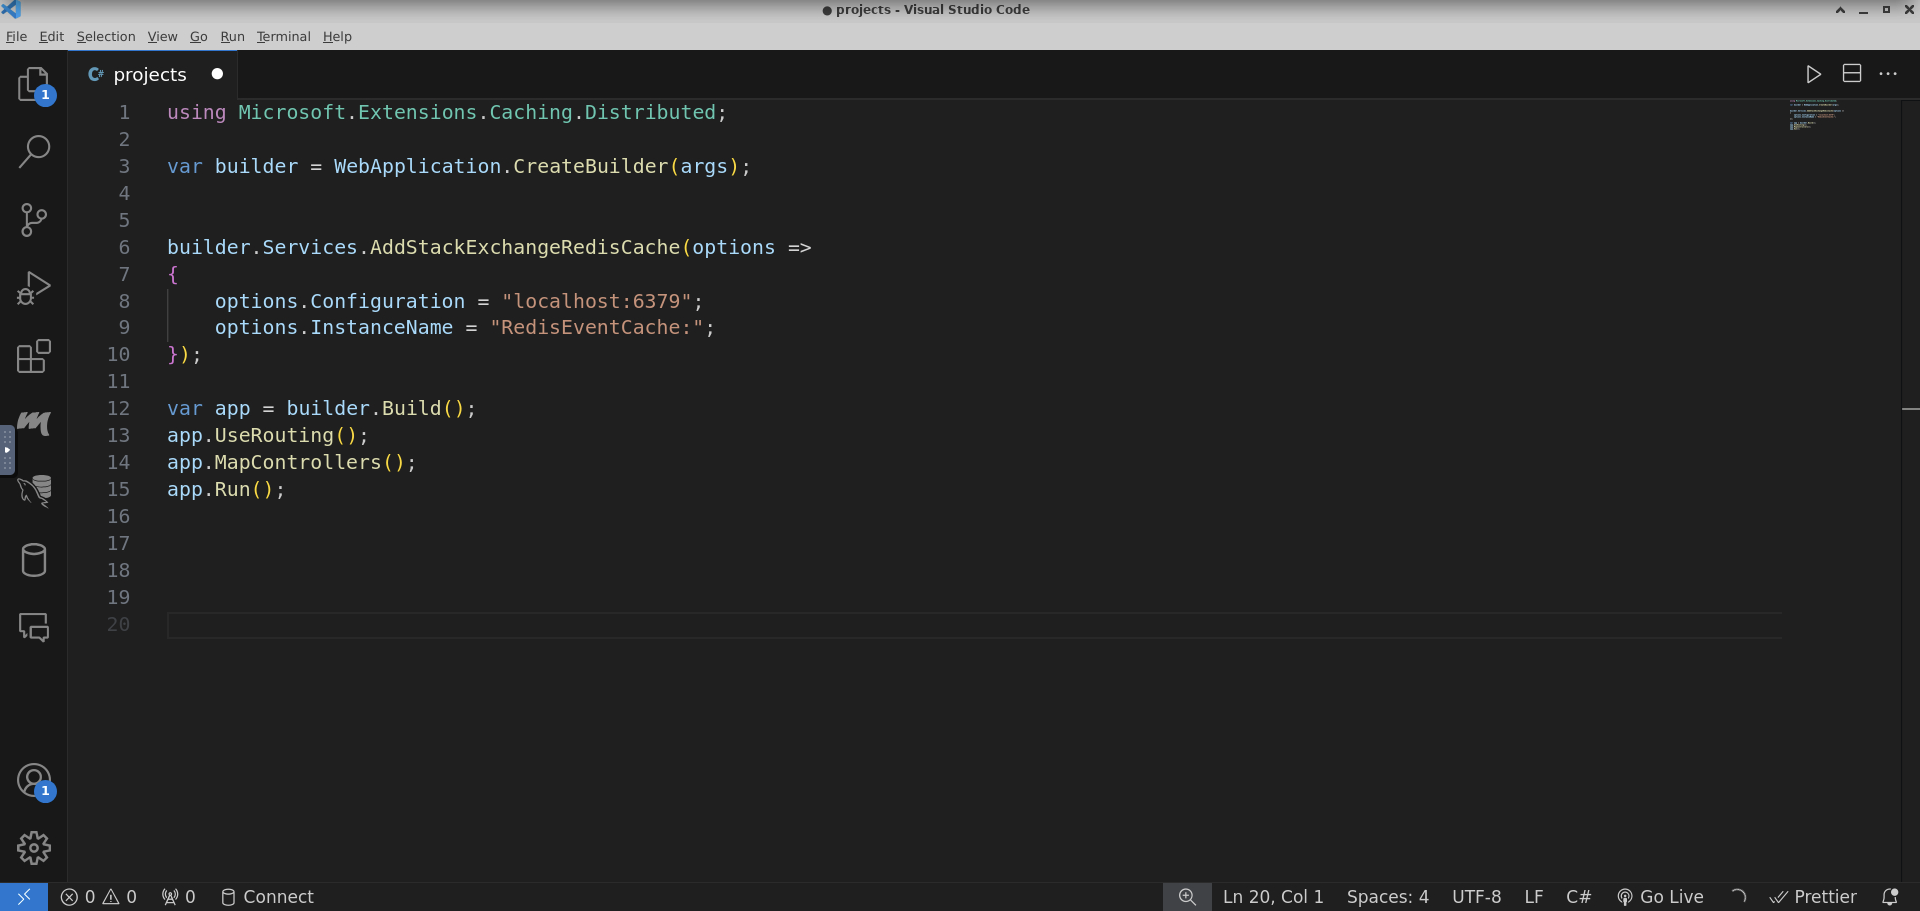 ● projects - Visual Studio Code
File Edit Selection View Go Run Terminal Help
C# projects
1 using Microsoft.Extensions.Caching.Distributed;
2
3 var builder = WebApplication.CreateBuilder(args);
4
5
6 builder.Services.AddStackExchangeRedisCache(options =>
7 {
8 options.Configuration = "localhost:6379";
9 options.InstanceName = "RedisEventCache:";
10 });
11
12 var app = builder.Build();
13 app.UseRouting();
14 app.MapControllers();
15 app.Run();
16
17
18
19
20
1
1
0 0 0 Connect Ln 20, Col 1 Spaces: 4 UTF-8 LF C# Go Live Prettier